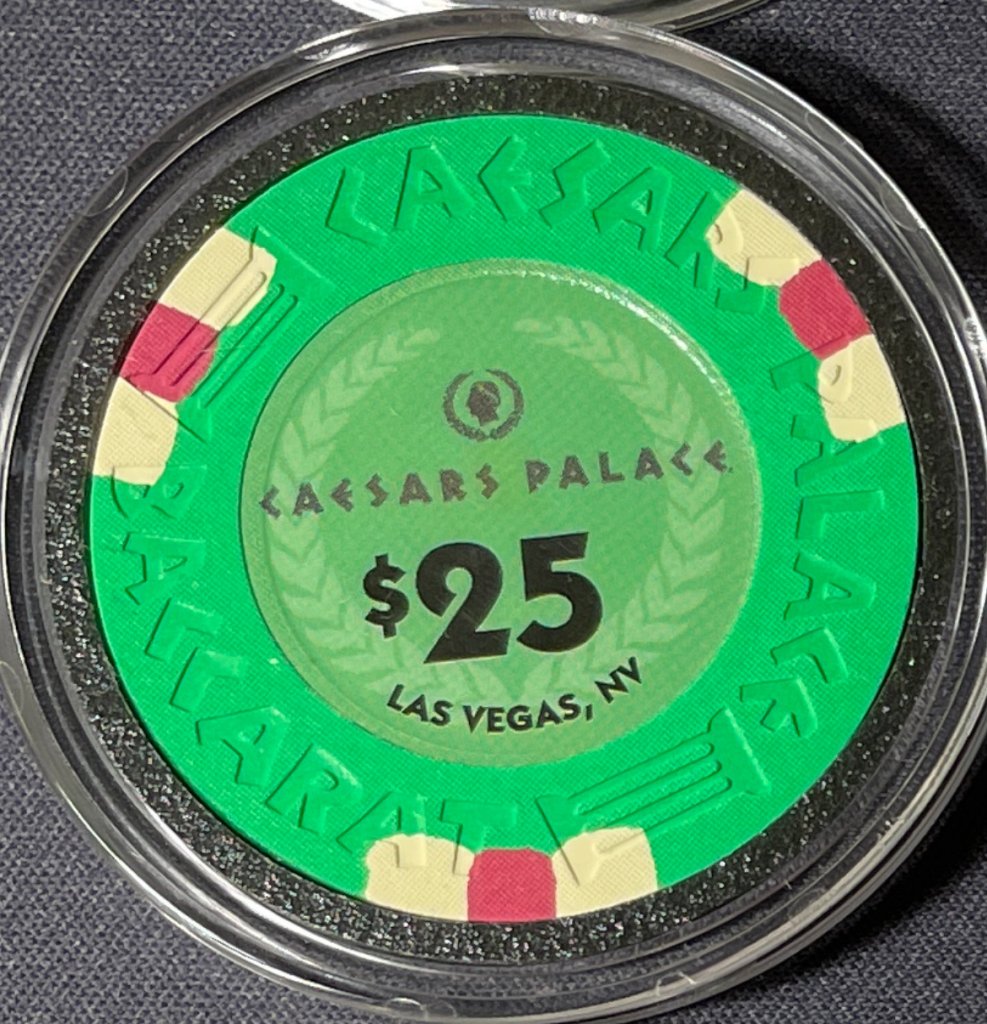 CAESARS PALACE
BACCARAT
CAESARS PALACE
$25
LAS VEGAS, NV